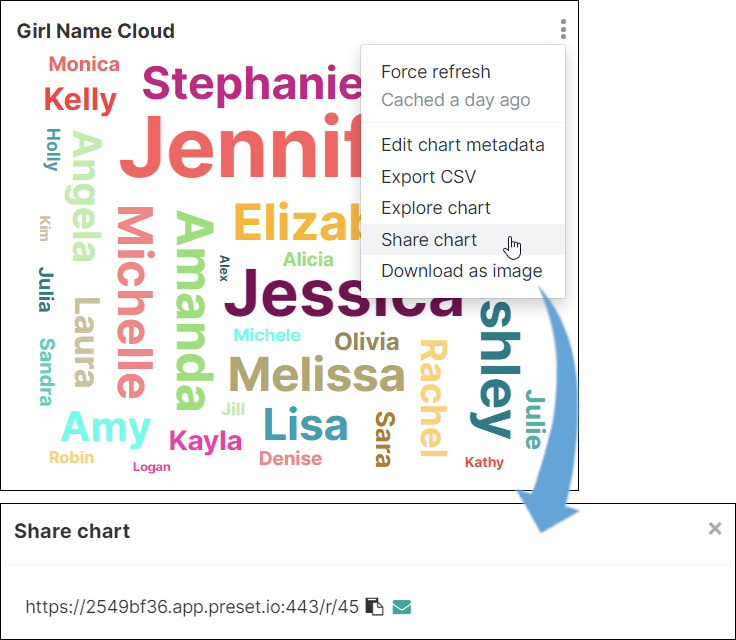 Girl Name Cloud
Monica
Stephanie
Kelly
Jennif
Holly
Angela
Force refresh
Cached a day ago
Edit chart metadata
Export CSV
Explore chart
Share chart
Download as image
Kim
Michelle
Amanda
Elizab
Alicia
Alex
Julia
Jessica
Laura
Michele
Olivia
shley
Sandra
Melissa
Rachel
Amy
Jill
Lisa
Sara
Julie
Kayla
Robin
Logan
Denise
Kathy
Share chart
https://2549bf36.app.preset.io:443/r/45